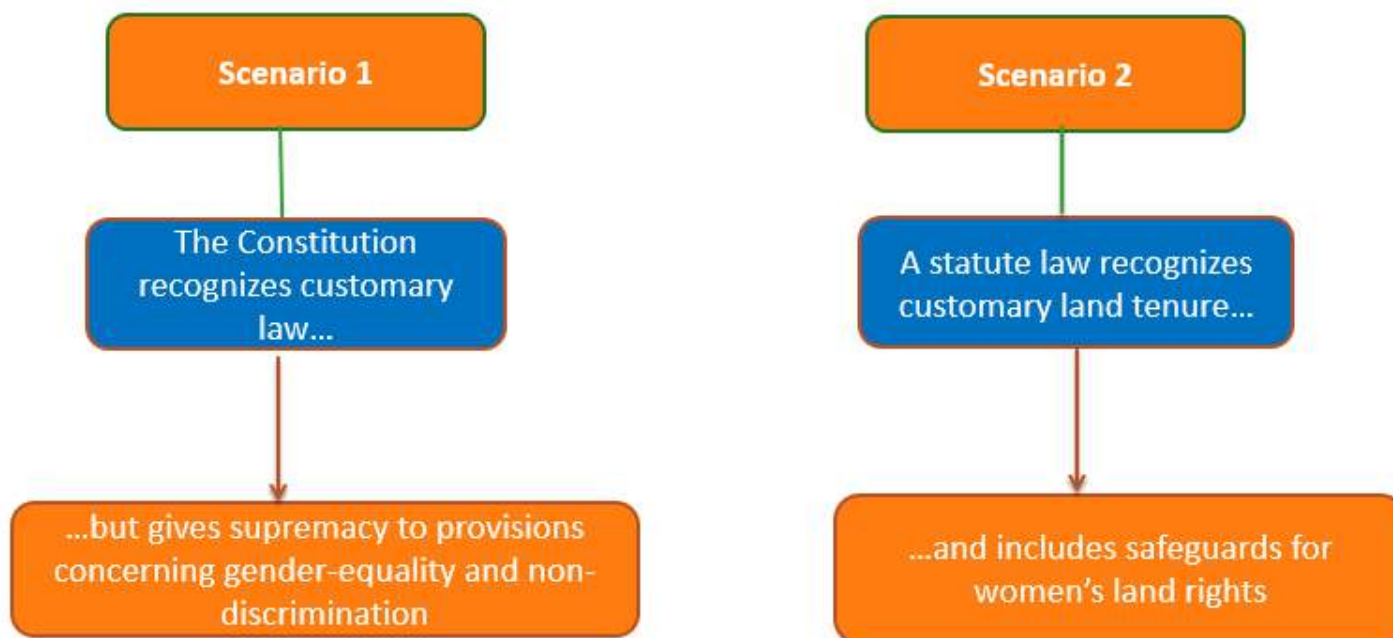 Scenario 1
The Constitution
recognizes customary
law…
…but gives supremacy to provisions
concerning gender-equality and non-
discrimination
Scenario 2
A statute law recognizes
customary land tenure…
…and includes safeguards for
women’s land rights